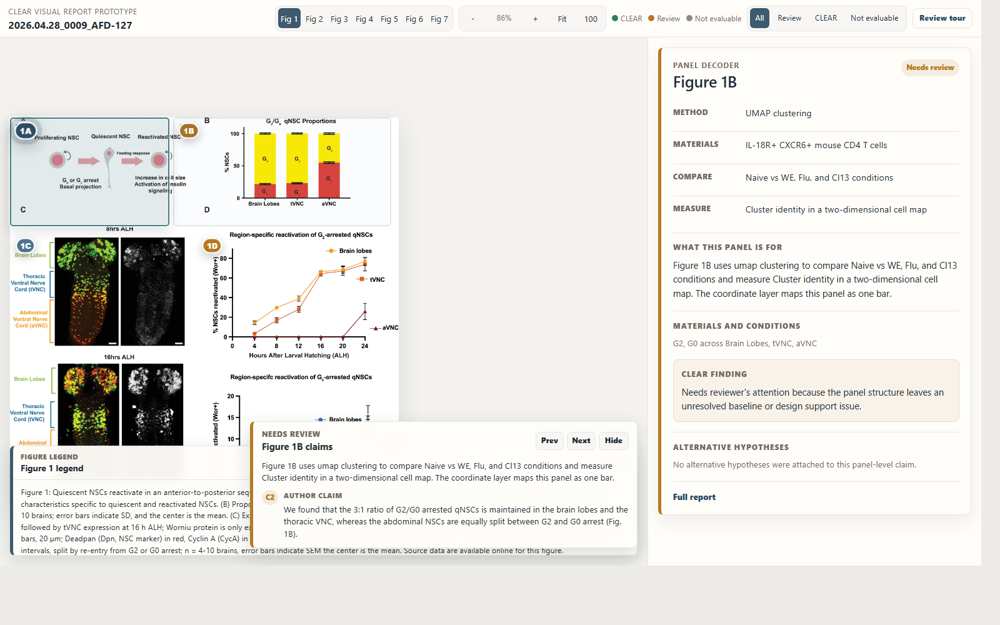 CLEAR VISUAL REPORT PROTOTYPE
2026.04.28_0009_AFD-127
Fig 1 Fig 2 Fig 3 Fig 4 Fig 5 Fig 6 Fig 7
- 86% + Fit 100
CLEAR Review Not evaluable
All Review CLEAR Not evaluable
Review tour
1A
Proliferating NSC Quiescent NSC Reactivated NSC
Feeding response
G0 or G2 arrest
Basal projection
Increase in cell size
Activation of insulin
signaling
B
1B
G2/G0 qNSC Proportions
% NSCs
100
50
0
G2 G2 G2
G0 G0 G0
Brain Lobes tVNC aVNC
C
D
8hrs ALH
1C
Brain Lobes
Thoracic
Ventral Nerve
Cord (tVNC)
Abdominal
Ventral Nerve
Cord (aVNC)
1D
Region-specific reactivation of G2-arrested qNSCs
% NSCs reactivated (Wor+)
80
60
40
20
0
0 4 8 12 16 20 24
Hours After Larval Hatching (ALH)
Brain lobes
tVNC
aVNC
16hrs ALH
Brain Lobes
Thoracic
Ventral Nerve
Cord (tVNC)
Abdominal
Region-specifc reactivation of G0-arrested qNSCs
20
15
10
ctivated (Wor+)
Brain lobes
FIGURE LEGEND
Figure 1 legend
Figure 1: Quiescent NSCs reactivate in an anterior-to-posterior seq
characteristics specific to quiescent and reactivated NSCs. (B) Propo
10 brains; error bars indicate SD, and the center is the mean. (C) Ex
followed by tVNC expression at 16 h ALH; Worniu protein is only ex
bars, 20 µm; Deadpan (Dpn, NSC marker) in red, Cyclin A (CycA) in
intervals, split by re-entry from G2 or G0 arrest; n = 4-10 brains, error bars indicate SEM the center is the mean. Source data are available online for this figure.
NEEDS REVIEW
Figure 1B claims
Prev Next Hide
Figure 1B uses umap clustering to compare Naive vs WE, Flu, and Cl13 conditions and measure
Cluster identity in a two-dimensional cell map. The coordinate layer maps this panel as one bar.
C2 AUTHOR CLAIM
We found that the 3:1 ratio of G2/G0 arrested qNSCs is maintained in the brain lobes and the
thoracic VNC, whereas the abdominal NSCs are equally split between G2 and G0 arrest (Fig.
1B).
PANEL DECODER
Figure 1B
Needs review
METHOD UMAP clustering
MATERIALS IL-18R+ CXCR6+ mouse CD4 T cells
COMPARE Naive vs WE, Flu, and Cl13 conditions
MEASURE Cluster identity in a two-dimensional cell map
WHAT THIS PANEL IS FOR
Figure 1B uses umap clustering to compare Naive vs WE, Flu, and Cl13
conditions and measure Cluster identity in a two-dimensional cell
map. The coordinate layer maps this panel as one bar.
MATERIALS AND CONDITIONS
G2, G0 across Brain Lobes, tVNC, aVNC
CLEAR FINDING
Needs reviewer's attention because the panel structure leaves an
unresolved baseline or design support issue.
ALTERNATIVE HYPOTHESES
No alternative hypotheses were attached to this panel-level claim.
Full report